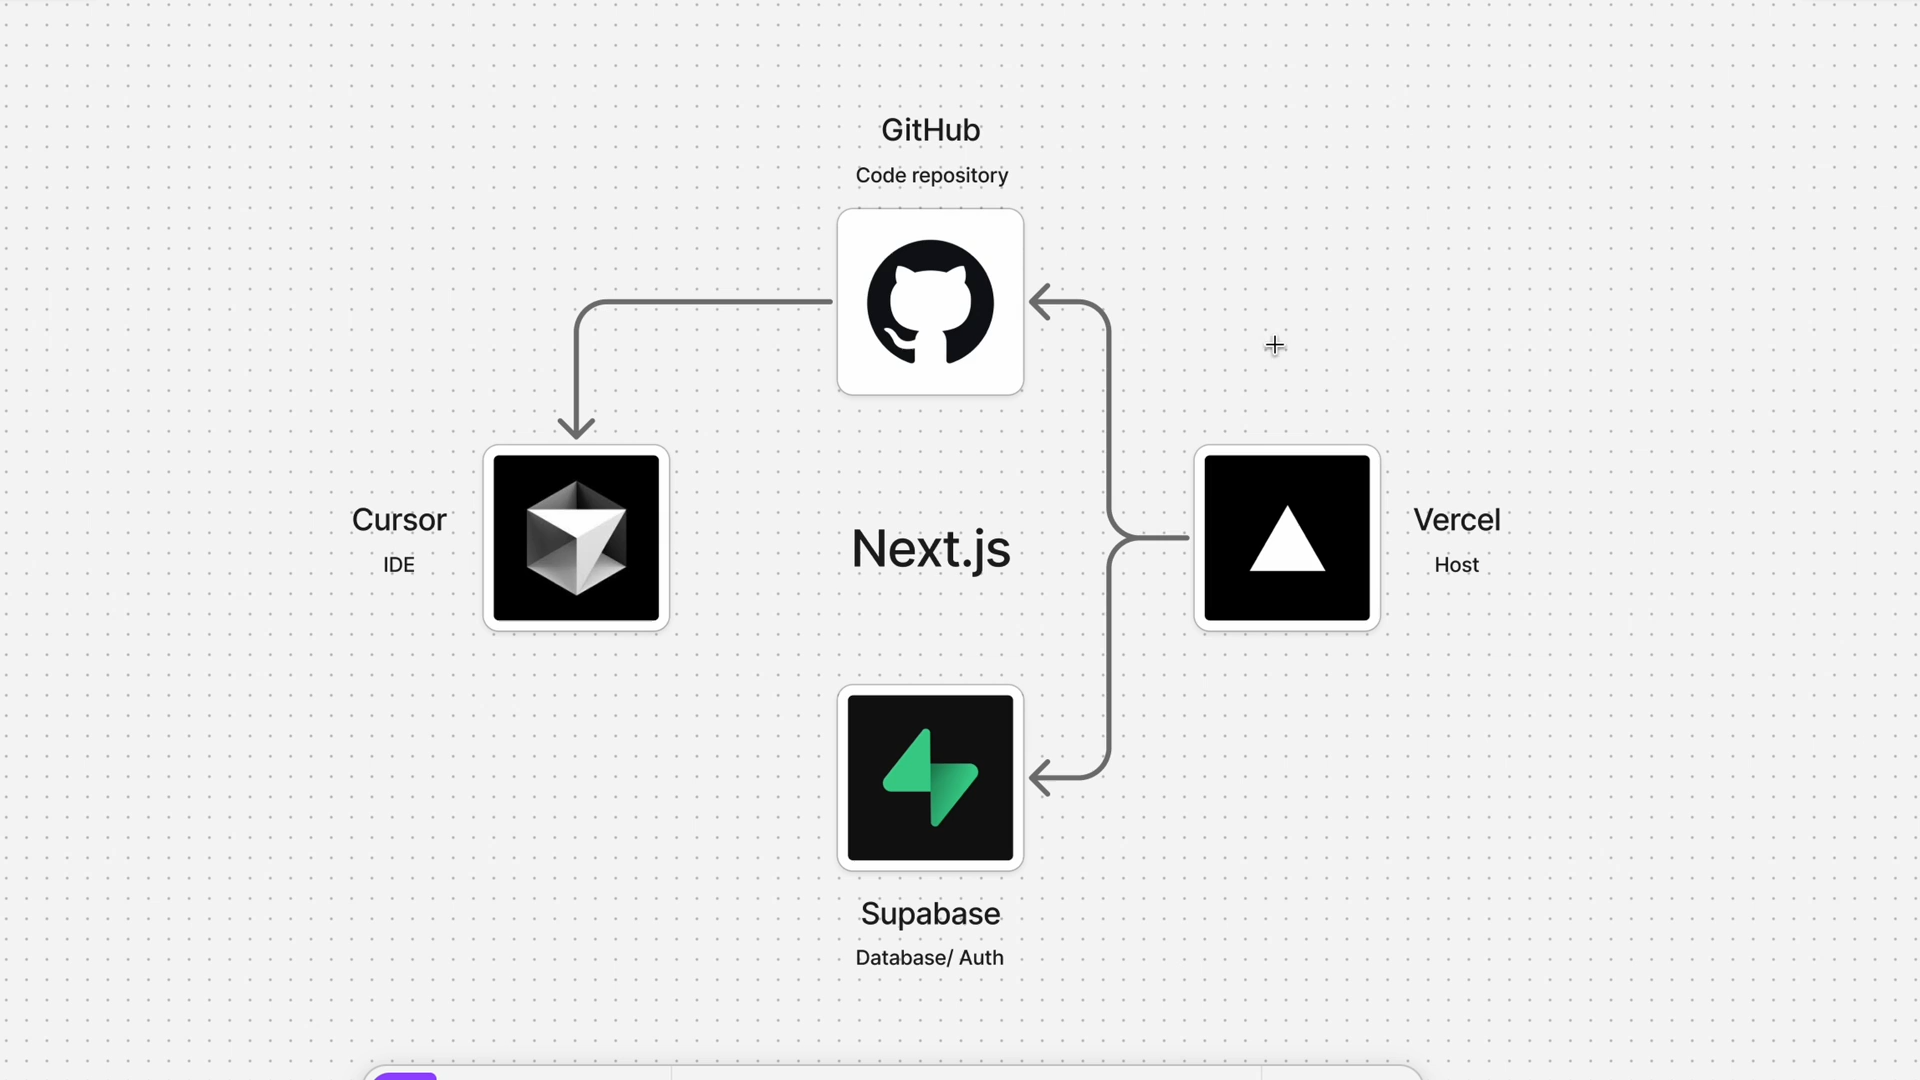 GitHub
Code repository
Cursor
IDE
Next.js
Vercel
Host
Supabase
Database/ Auth